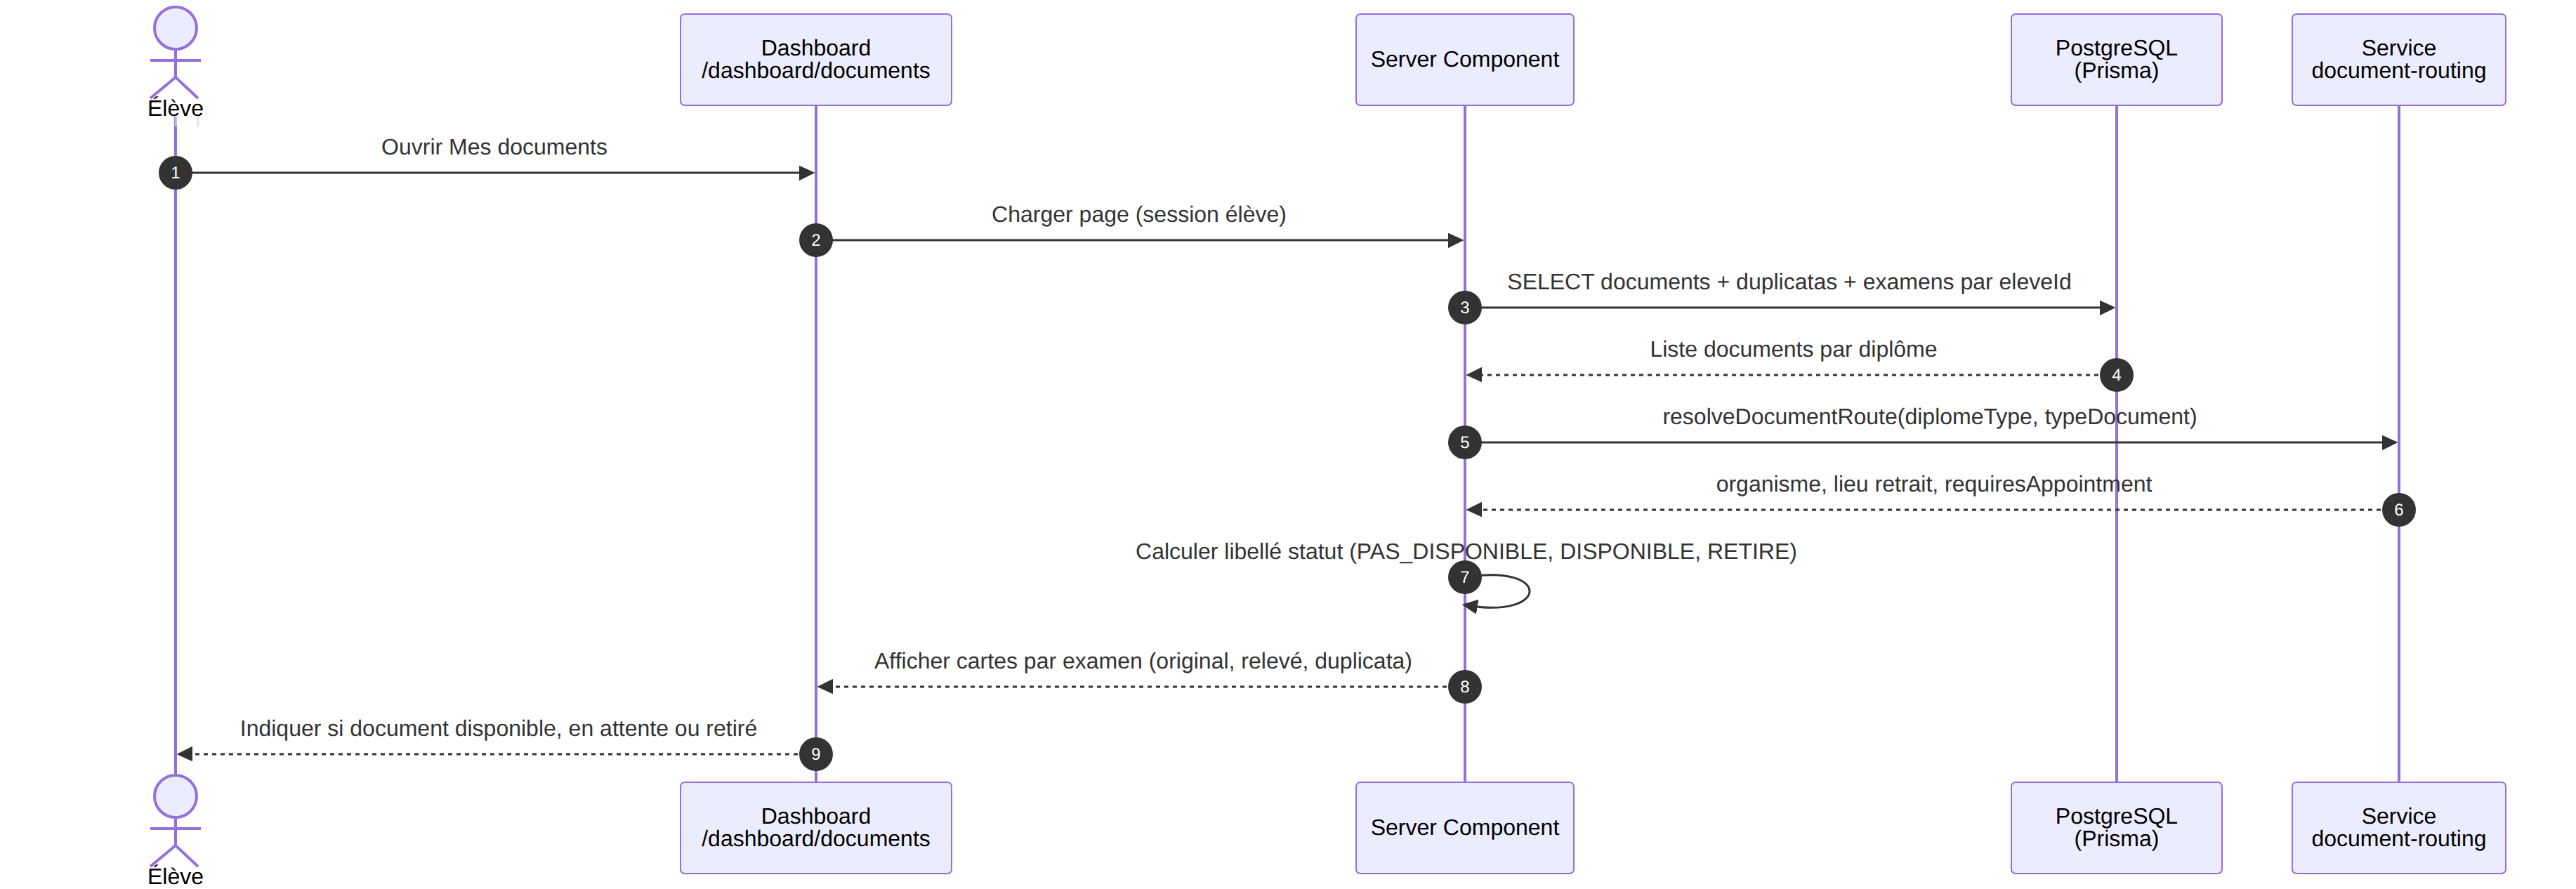 Élève
Dashboard
/dashboard/documents
Server Component
PostgreSQL
(Prisma)
Service
document-routing
Ouvrir Mes documents
1
Charger page (session élève)
2
SELECT documents + duplicatas + examens par eleveId
3
Liste documents par diplôme
4
resolveDocumentRoute(diplomeType, typeDocument)
5
organisme, lieu retrait, requiresAppointment
6
Calculer libellé statut (PAS_DISPONIBLE, DISPONIBLE, RETIRE)
7
Afficher cartes par examen (original, relevé, duplicata)
8
Indiquer si document disponible, en attente ou retiré
9
Élève
Dashboard
/dashboard/documents
Server Component
PostgreSQL
(Prisma)
Service
document-routing